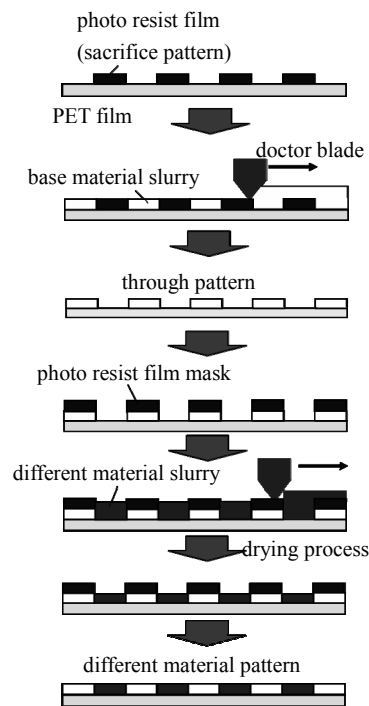 photo resist film
(sacrifice pattern)
PET film
doctor blade
base material slurry
through pattern
photo resist film mask
different material slurry
drying process
different material pattern